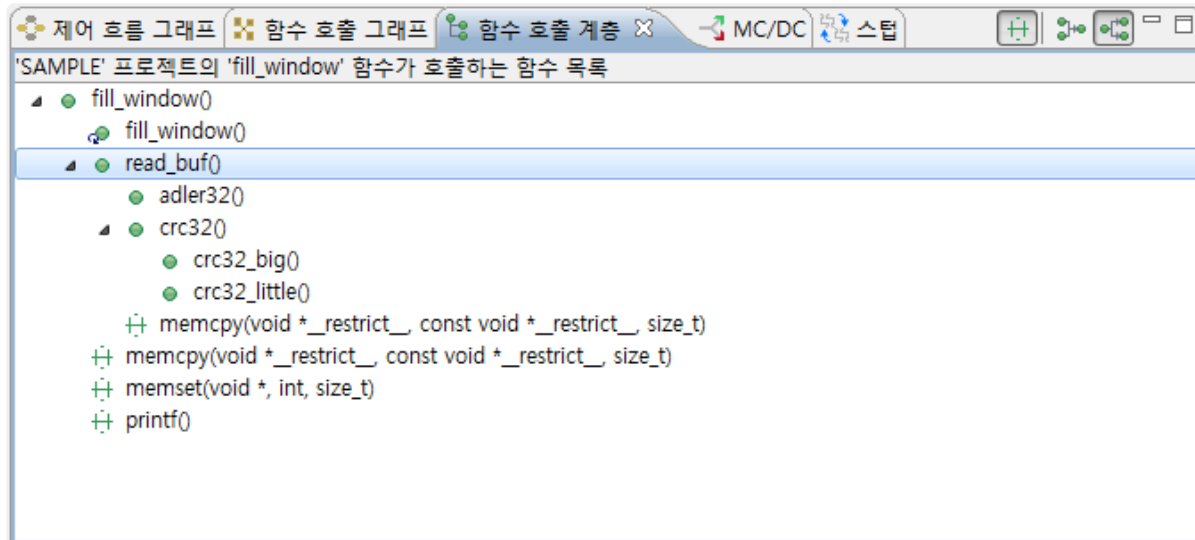 제어 흐름 그래프 함수 호출 그래프 함수 호출 계층 MC/DC 스텁
'SAMPLE' 프로젝트의 'fill_window' 함수가 호출하는 함수 목록
fill_window()
fill_window()
read_buf()
adler32()
crc32()
crc32_big()
crc32_little()
memcpy(void *__restrict__, const void *__restrict__, size_t)
memcpy(void *__restrict__, const void *__restrict__, size_t)
memset(void *, int, size_t)
printf()